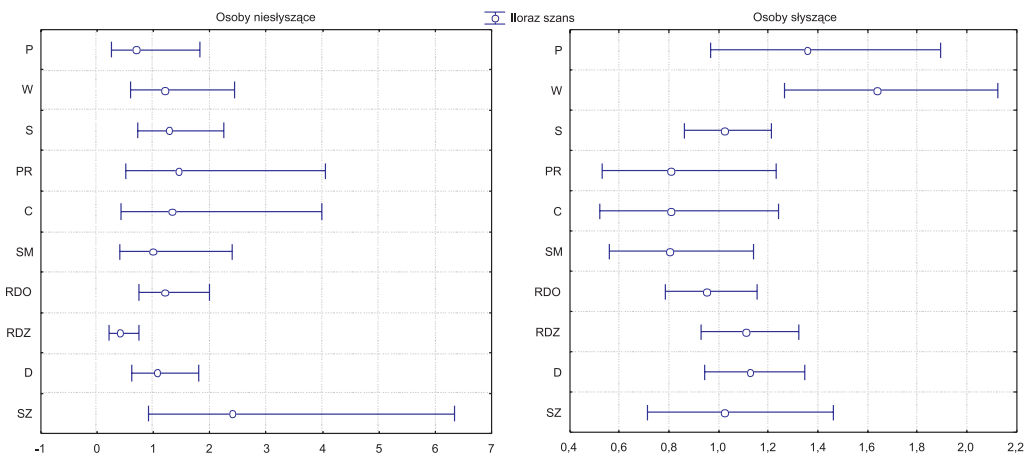 Osoby niesłyszące
Iloraz szans
Osoby słyszące
P
W
S
PR
C
SM
RDO
RDZ
D
SZ
-1 0 1 2 3 4 5 6 7
P
W
S
PR
C
SM
RDO
RDZ
D
SZ
0,4 0,6 0,8 1,0 1,2 1,4 1,6 1,8 2,0 2,2